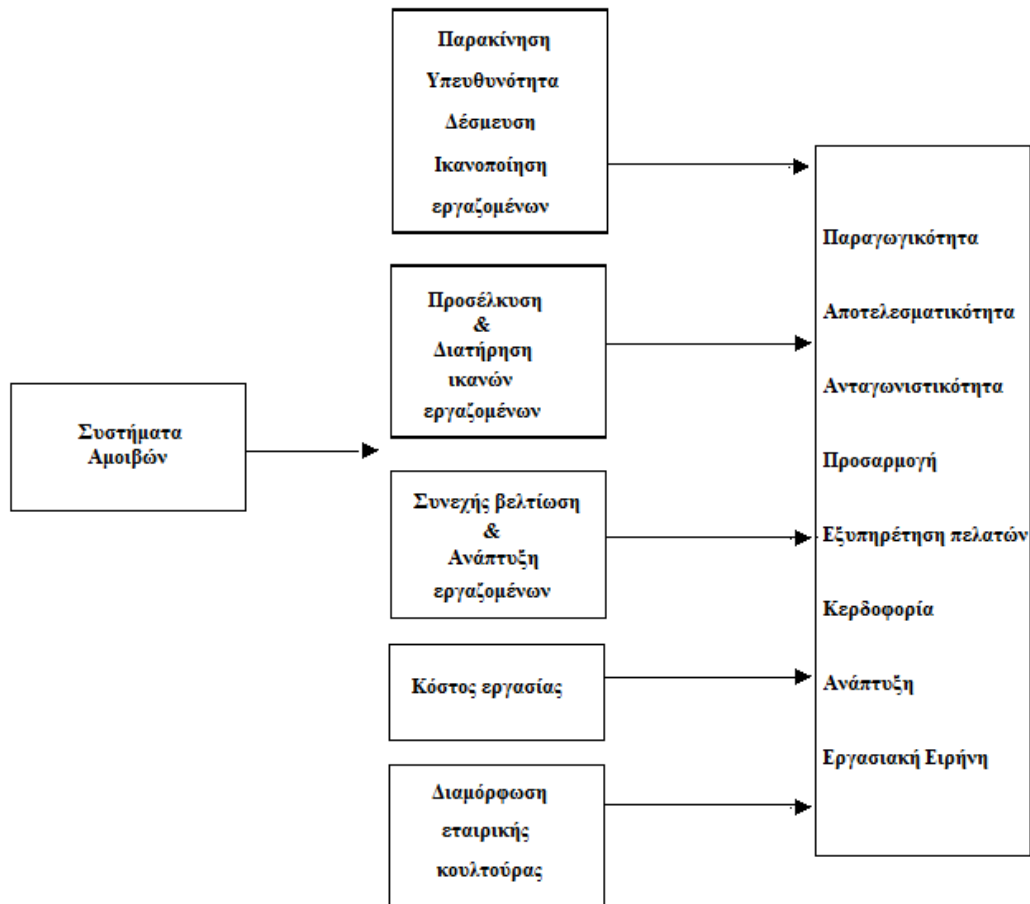 Συστήματα
Αμοιβών
Παρακίνηση
Υπευθυνότητα
Δέσμευση
Ικανοποίηση
εργαζομένων
Προσέλκυση
&
Διατήρηση
ικανών
εργαζομένων
Συνεχής βελτίωση
&
Ανάπτυξη
εργαζομένων
Κόστος εργασίας
Διαμόρφωση
εταιρικής
κουλτούρας
Παραγωγικότητα
Αποτελεσματικότητα
Ανταγωνιστικότητα
Προσαρμογή
Εξυπηρέτηση πελατών
Κερδοφορία
Ανάπτυξη
Εργασιακή Ειρήνη